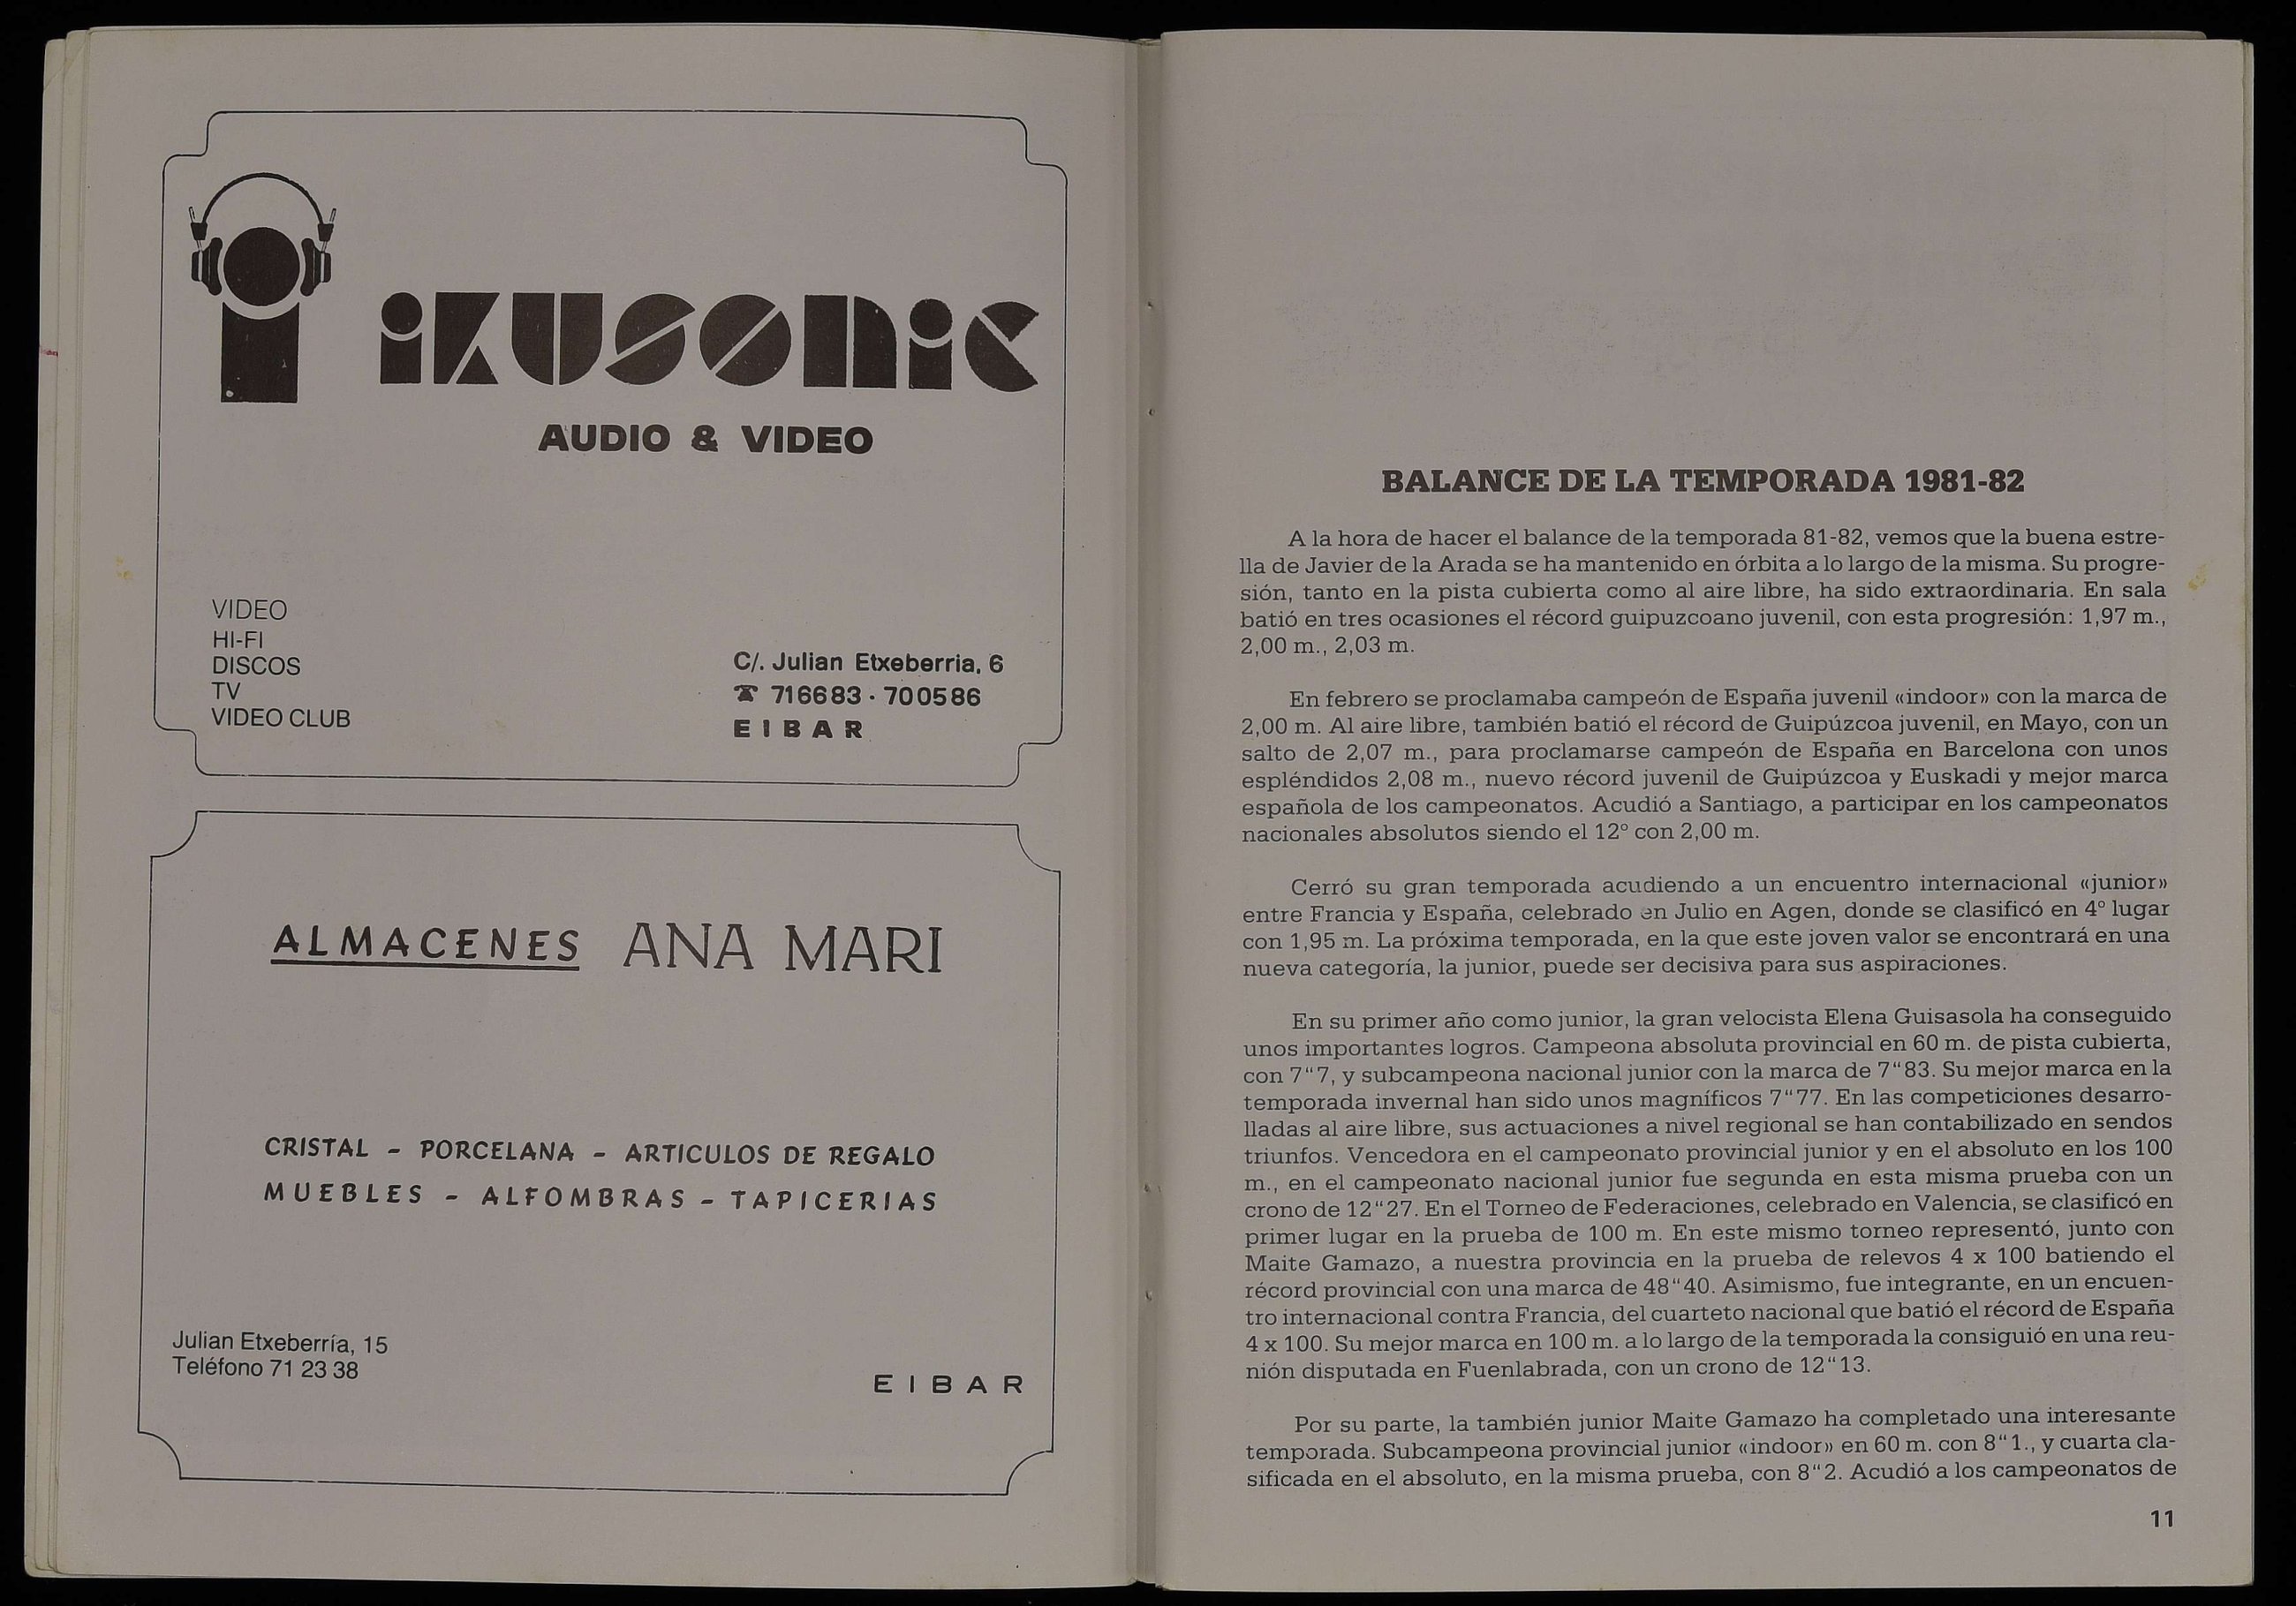 iKUSONiC
AUDIO & VIDEO
VIDEO
HI-FI
DISCOS
TV
VIDEO CLUB
C/. Julian Etxeberria, 6
☎ 716683 · 700586
EIBAR
ALMACENES ANA MARI
CRISTAL - PORCELANA - ARTICULOS DE REGALO
MUEBLES - ALFOMBRAS - TAPICERIAS
Julian Etxeberría, 15
Teléfono 71 23 38
EIBAR
BALANCE DE LA TEMPORADA 1981-82
A la hora de hacer el balance de la temporada 81-82, vemos que la buena estre-
lla de Javier de la Arada se ha mantenido en órbita a lo largo de la misma. Su progre-
sión, tanto en la pista cubierta como al aire libre, ha sido extraordinaria. En sala
batió en tres ocasiones el récord guipuzcoano juvenil, con esta progresión: 1,97 m.,
2,00 m., 2,03 m.
En febrero se proclamaba campeón de España juvenil «indoor» con la marca de
2,00 m. Al aire libre, también batió el récord de Guipúzcoa juvenil, en Mayo, con un
salto de 2,07 m., para proclamarse campeón de España en Barcelona con unos
espléndidos 2,08 m., nuevo récord juvenil de Guipúzcoa y Euskadi y mejor marca
española de los campeonatos. Acudió a Santiago, a participar en los campeonatos
nacionales absolutos siendo el 12º con 2,00 m.
Cerró su gran temporada acudiendo a un encuentro internacional «junior»
entre Francia y España, celebrado en Julio en Agen, donde se clasificó en 4º lugar
con 1,95 m. La próxima temporada, en la que este joven valor se encontrará en una
nueva categoría, la junior, puede ser decisiva para sus aspiraciones.
En su primer año como junior, la gran velocista Elena Guisasola ha conseguido
unos importantes logros. Campeona absoluta provincial en 60 m. de pista cubierta,
con 7“7, y subcampeona nacional junior con la marca de 7“83. Su mejor marca en la
temporada invernal han sido unos magníficos 7“77. En las competiciones desarro-
lladas al aire libre, sus actuaciones a nivel regional se han contabilizado en sendos
triunfos. Vencedora en el campeonato provincial junior y en el absoluto en los 100
m., en el campeonato nacional junior fue segunda en esta misma prueba con un
crono de 12“27. En el Torneo de Federaciones, celebrado en Valencia, se clasificó en
primer lugar en la prueba de 100 m. En este mismo torneo representó, junto con
Maite Gamazo, a nuestra provincia en la prueba de relevos 4 x 100 batiendo el
récord provincial con una marca de 48“40. Asimismo, fue integrante, en un encuen-
tro internacional contra Francia, del cuarteto nacional que batió el récord de España
4 x 100. Su mejor marca en 100 m. a lo largo de la temporada la consiguió en una reu-
nión disputada en Fuenlabrada, con un crono de 12“13.
Por su parte, la también junior Maite Gamazo ha completado una interesante
temporada. Subcampeona provincial junior «indoor» en 60 m. con 8“1., y cuarta cla-
sificada en el absoluto, en la misma prueba, con 8“2. Acudió a los campeonatos de
11